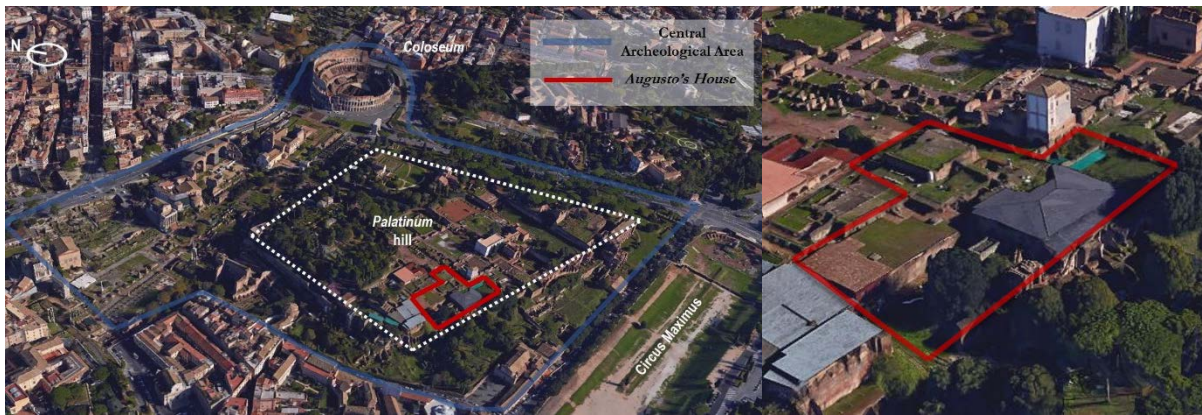 N
Coloseum
Central
Archeological Area
Augusto's House
Palatinum
hill
Circus Maximus